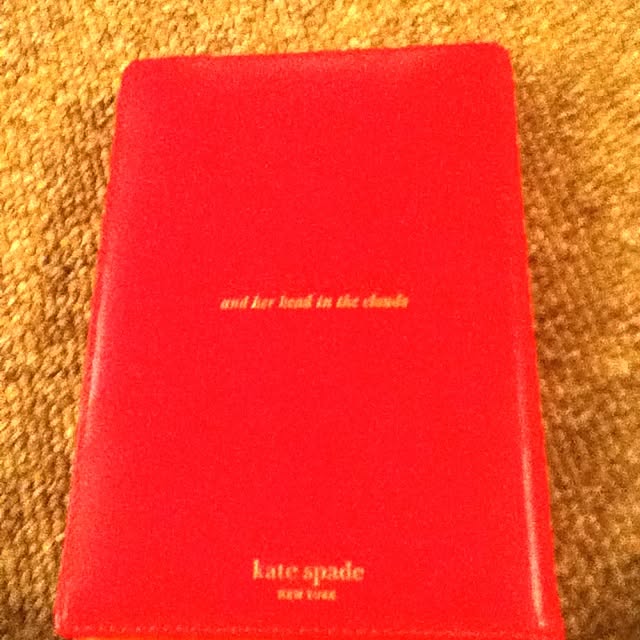 and her head in the clouds
kate spade
NEW YORK